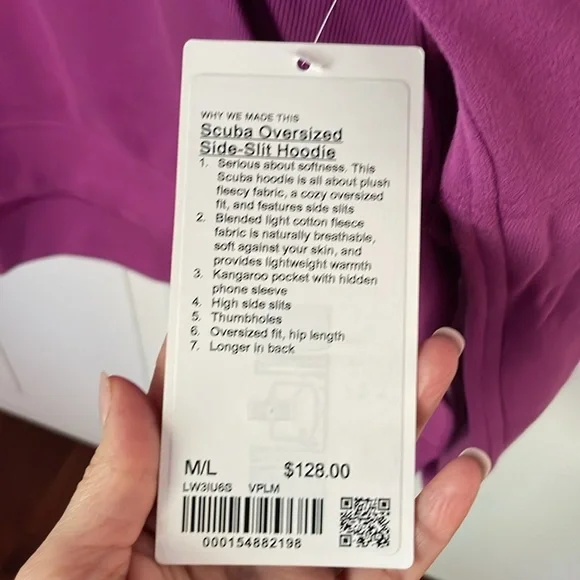 WHY WE MADE THIS
Scuba Oversized
Side-Slit Hoodie
1. Serious about softness. This
Scuba hoodie is all about plush
fleecy fabric, a cozy oversized
fit, and features side slits
2. Blended light cotton fleece
fabric is naturally breathable,
soft against your skin, and
provides lightweight warmth
3. Kangaroo pocket with hidden
phone sleeve
4. High side slits
5. Thumbholes
6. Oversized fit, hip length
7. Longer in back
M/L $128.00
LW3IU6S VPLM
000154882198